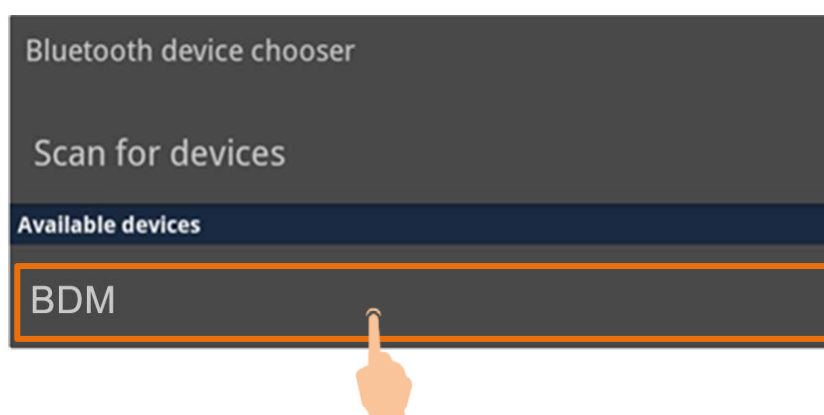 Bluetooth device chooser
Scan for devices
Available devices
BDM